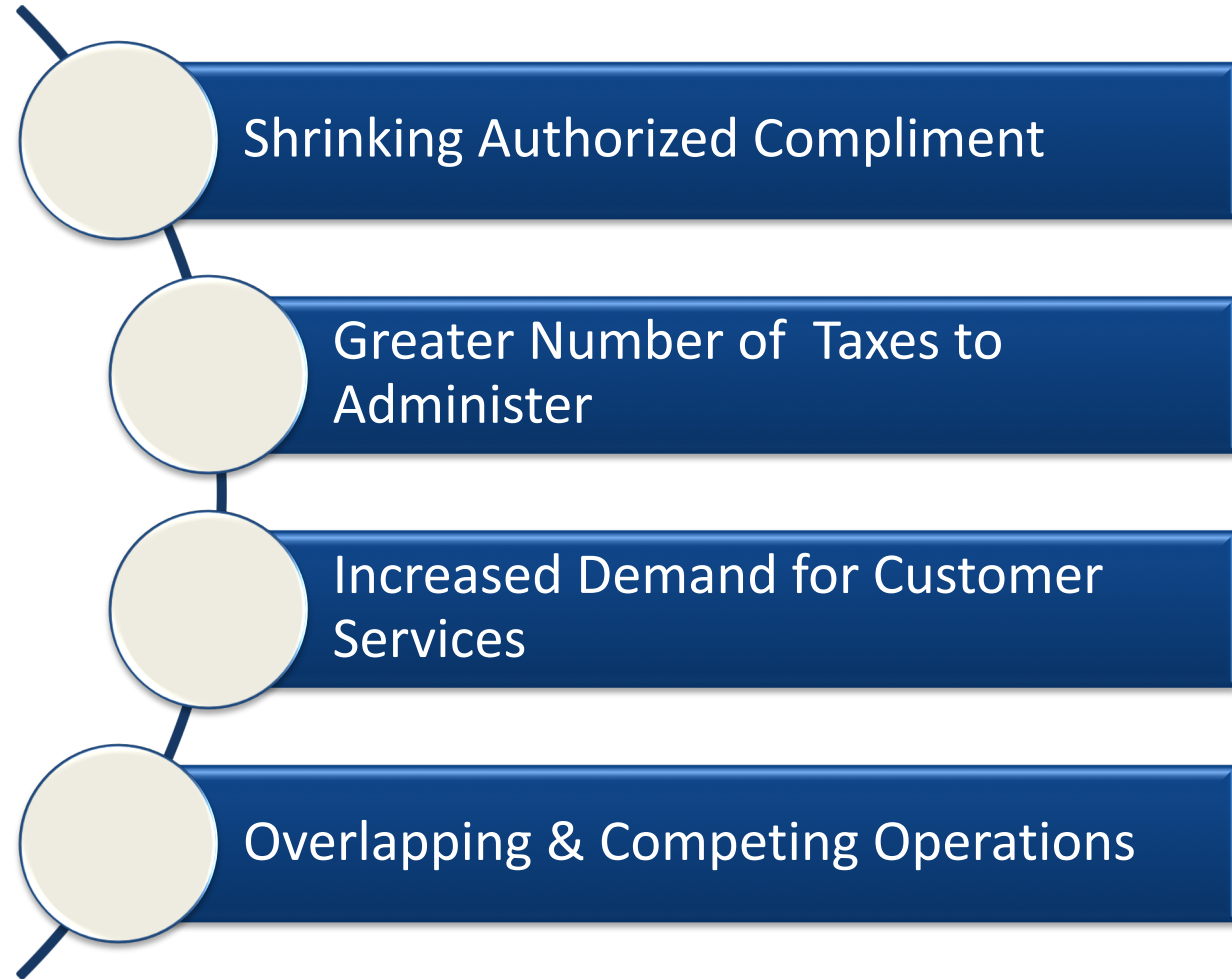 Shrinking Authorized Compliment
Greater Number of  Taxes to
Administer
Increased Demand for Customer
Services
Overlapping & Competing Operations